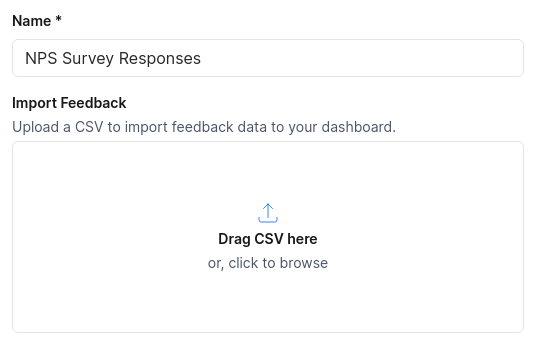 Name *
NPS Survey Responses
Import Feedback
Upload a CSV to import feedback data to your dashboard.
Drag CSV here
or, click to browse